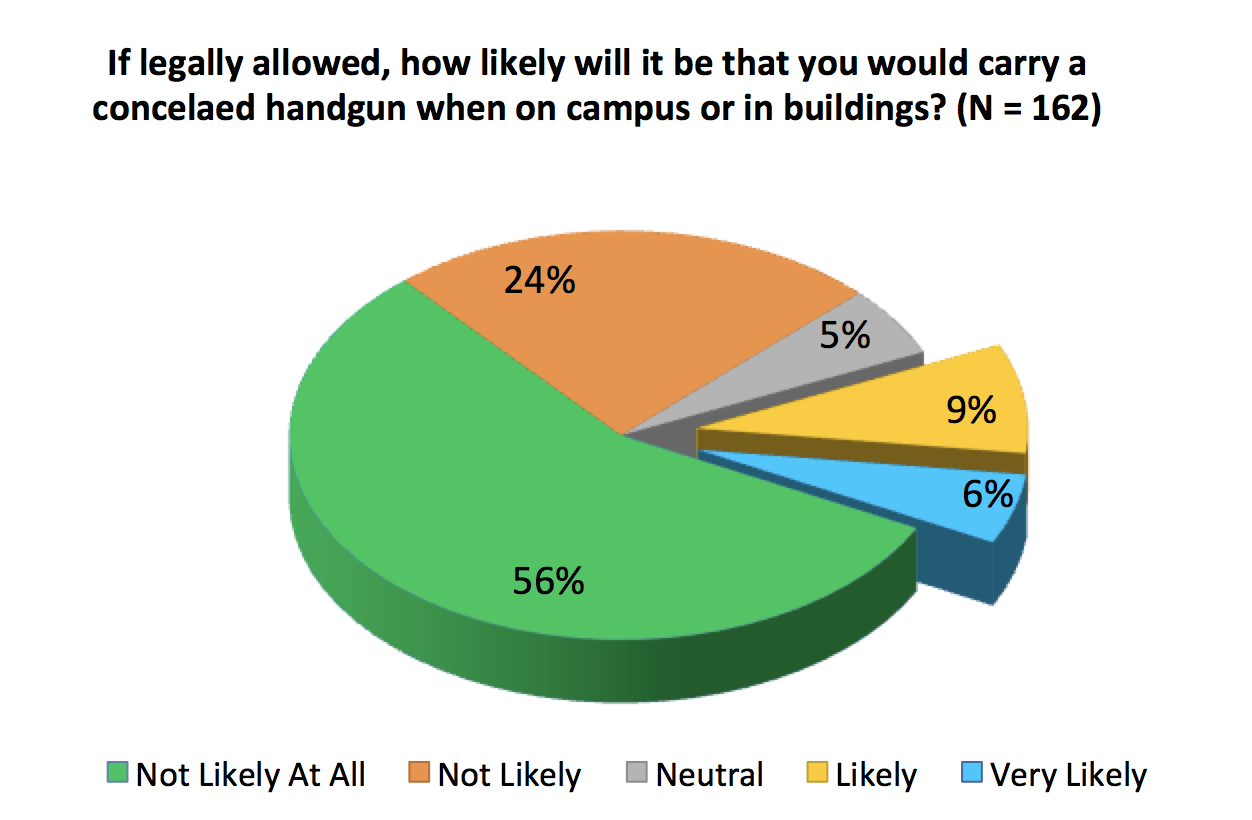 If legally allowed, how likely will it be that you would carry a
concelaed handgun when on campus or in buildings? (N = 162)
24%
5%
9%
6%
56%
Not Likely At All Not Likely Neutral Likely Very Likely